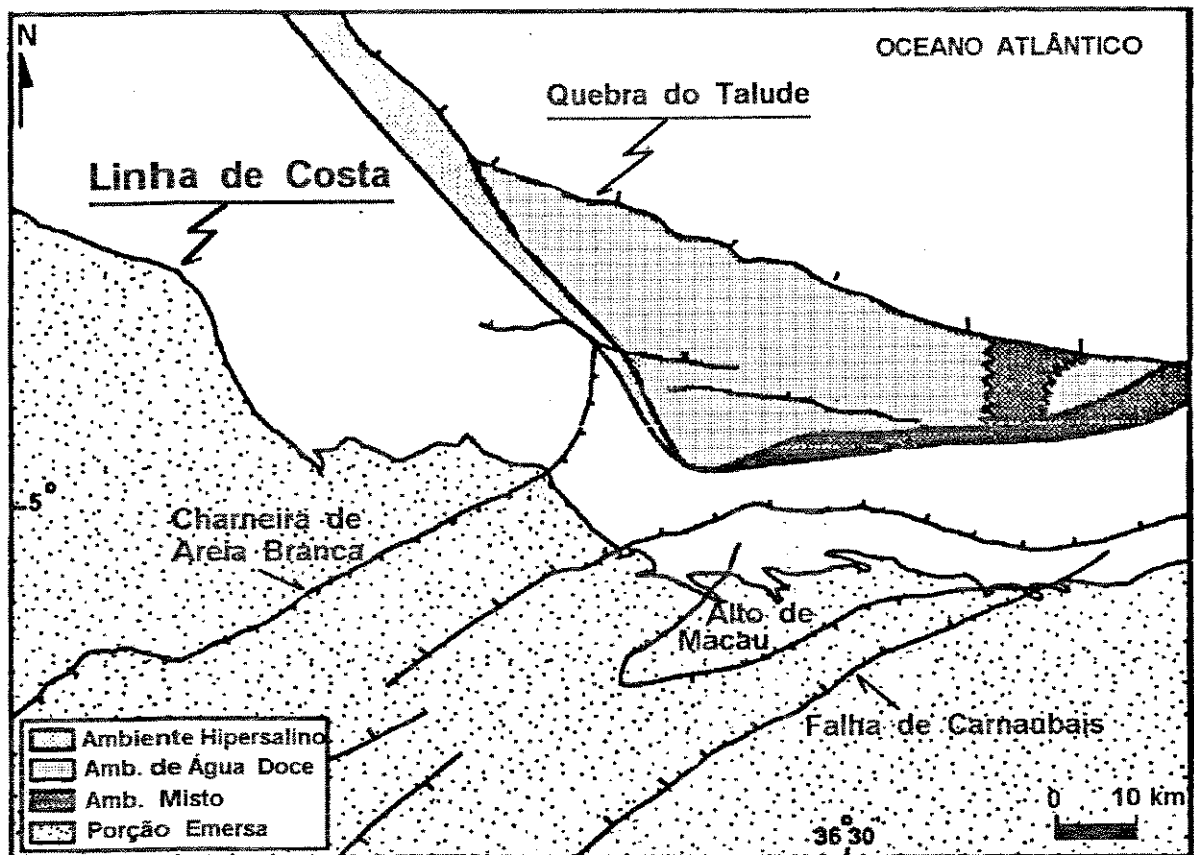 N
OCEANO ATLÂNTICO
Quebra do Talude
Linha de Costa
5°
Charneira de
Areia Branca
Alto de
Macau
Falha de Carnaubais
Ambiente Hipersalino
Amb. de Água Doce
Amb. Misto
Porção Emersa
0 10 km
36°30